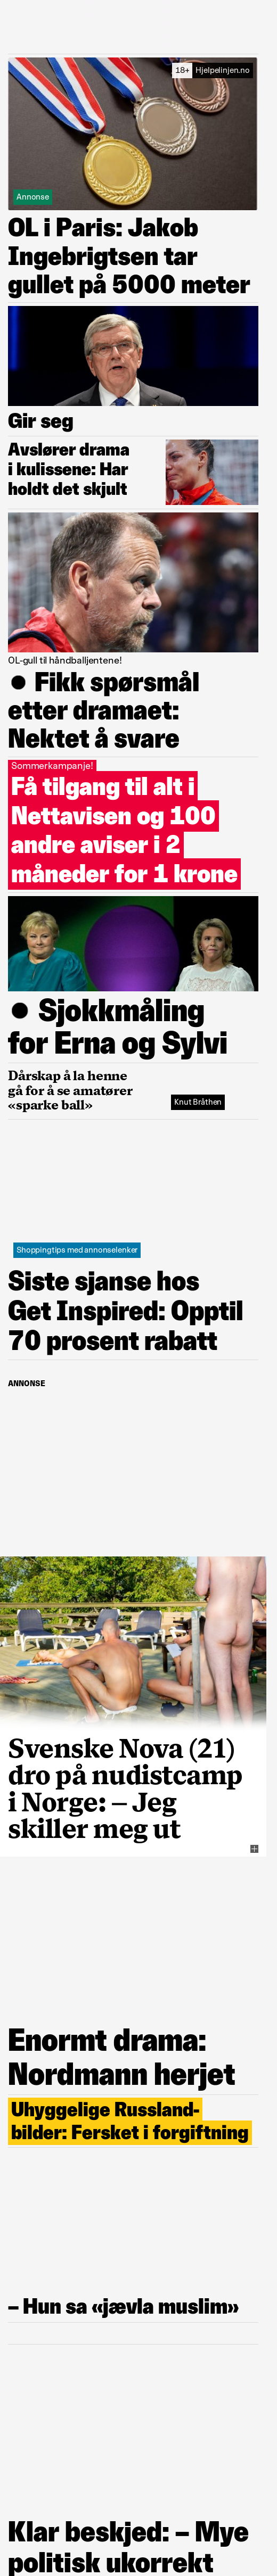 18+ Hjelpelinjen.no
Annonse
OL i Paris: Jakob
Ingebrigtsen tar
gullet på 5000 meter
Gir seg
Avslører drama
i kulissene: Har
holdt det skjult
OL-gull til håndballjentene!
● Fikk spørsmål
etter dramaet:
Nektet å svare
Sommerkampanje!
Få tilgang til alt i
Nettavisen og 100
andre aviser i 2
måneder for 1 krone
● Sjokkmåling
for Erna og Sylvi
Dårskap å la henne
gå for å se amatører
«sparke ball»
Knut Bråthen
Shoppingtips med annonselenker
Siste sjanse hos
Get Inspired: Opptil
70 prosent rabatt
ANNONSE
Svenske Nova (21)
dro på nudistcamp
i Norge: – Jeg
skiller meg ut
Enormt drama:
Nordmann herjet
Uhyggelige Russland-
bilder: Fersket i forgiftning
– Hun sa «jævla muslim»
Klar beskjed: – Mye
politisk ukorrekt